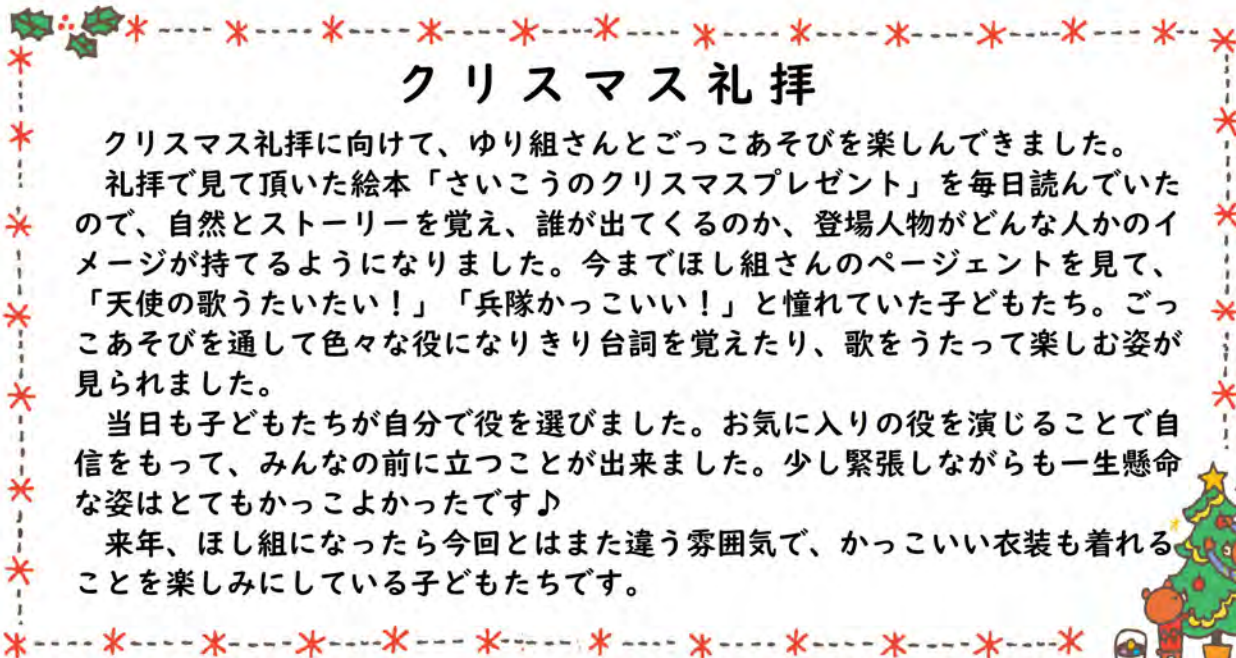 クリスマス礼拝
クリスマス礼拝に向けて、ゆり組さんとごっこあそびを楽しんできました。
礼拝で見て頂いた絵本「さいこうのクリスマスプレゼント」を毎日読んでいた
ので、自然とストーリーを覚え、誰が出てくるのか、登場人物がどんな人かのイ
メージが持てるようになりました。今までほし組さんのページェントを見て、
「天使の歌うたいたい！」「兵隊かっこいい！」と憧れていた子どもたち。ごっ
こあそびを通して色々な役になりきり台詞を覚えたり、歌をうたって楽しむ姿が
見られました。
当日も子どもたちが自分で役を選びました。お気に入りの役を演じることで自
信をもって、みんなの前に立つことが出来ました。少し緊張しながらも一生懸命
な姿はとてもかっこよかったです♪
来年、ほし組になったら今回とはまた違う雰囲気で、かっこいい衣装も着れる
ことを楽しみにしている子どもたちです。